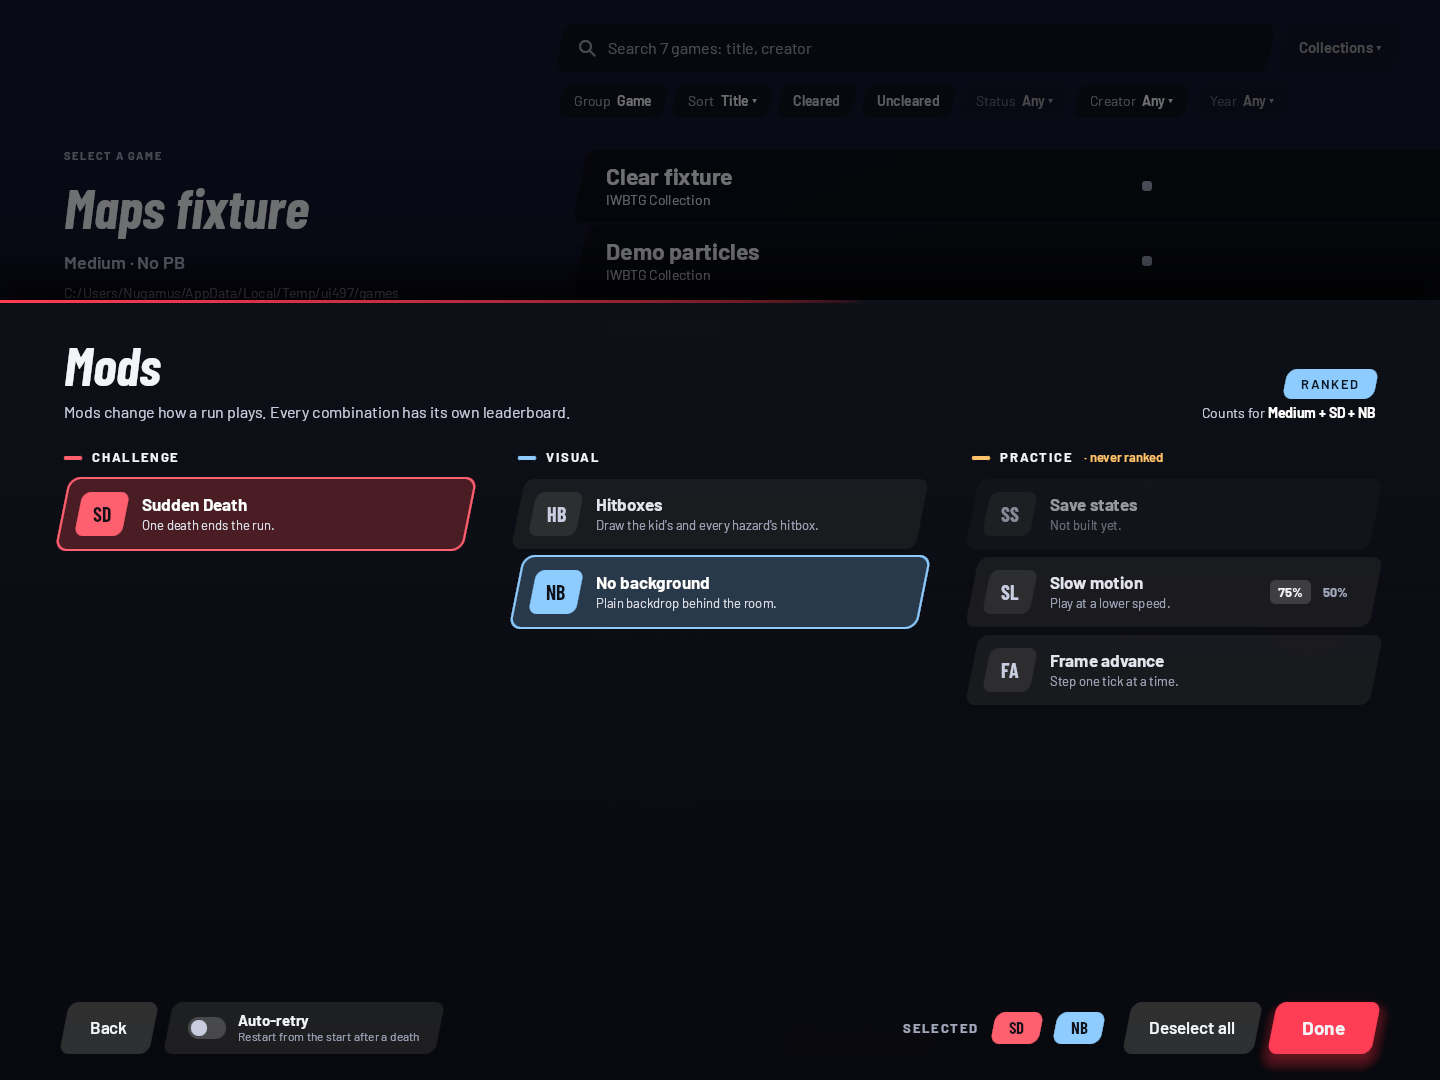 Search 7 games: title, creator
Collections ▾
Group Game
Sort Title ▾
Cleared
Uncleared
Status Any ▾
Creator Any ▾
Year Any ▾
SELECT A GAME
Maps fixture
Medium · No PB
C:/Users/Nugamus/AppData/Local/Temp/ui497/games
Clear fixture
IWBTG Collection
Demo particles
IWBTG Collection
Mods
Mods change how a run plays. Every combination has its own leaderboard.
RANKED
Counts for Medium + SD + NB
CHALLENGE
SD
Sudden Death
One death ends the run.
VISUAL
HB
Hitboxes
Draw the kid's and every hazard's hitbox.
NB
No background
Plain backdrop behind the room.
PRACTICE · never ranked
SS
Save states
Not built yet.
SL
Slow motion
Play at a lower speed.
75% 50%
FA
Frame advance
Step one tick at a time.
Back
Auto-retry
Restart from the start after a death
SELECTED SD NB
Deselect all
Done